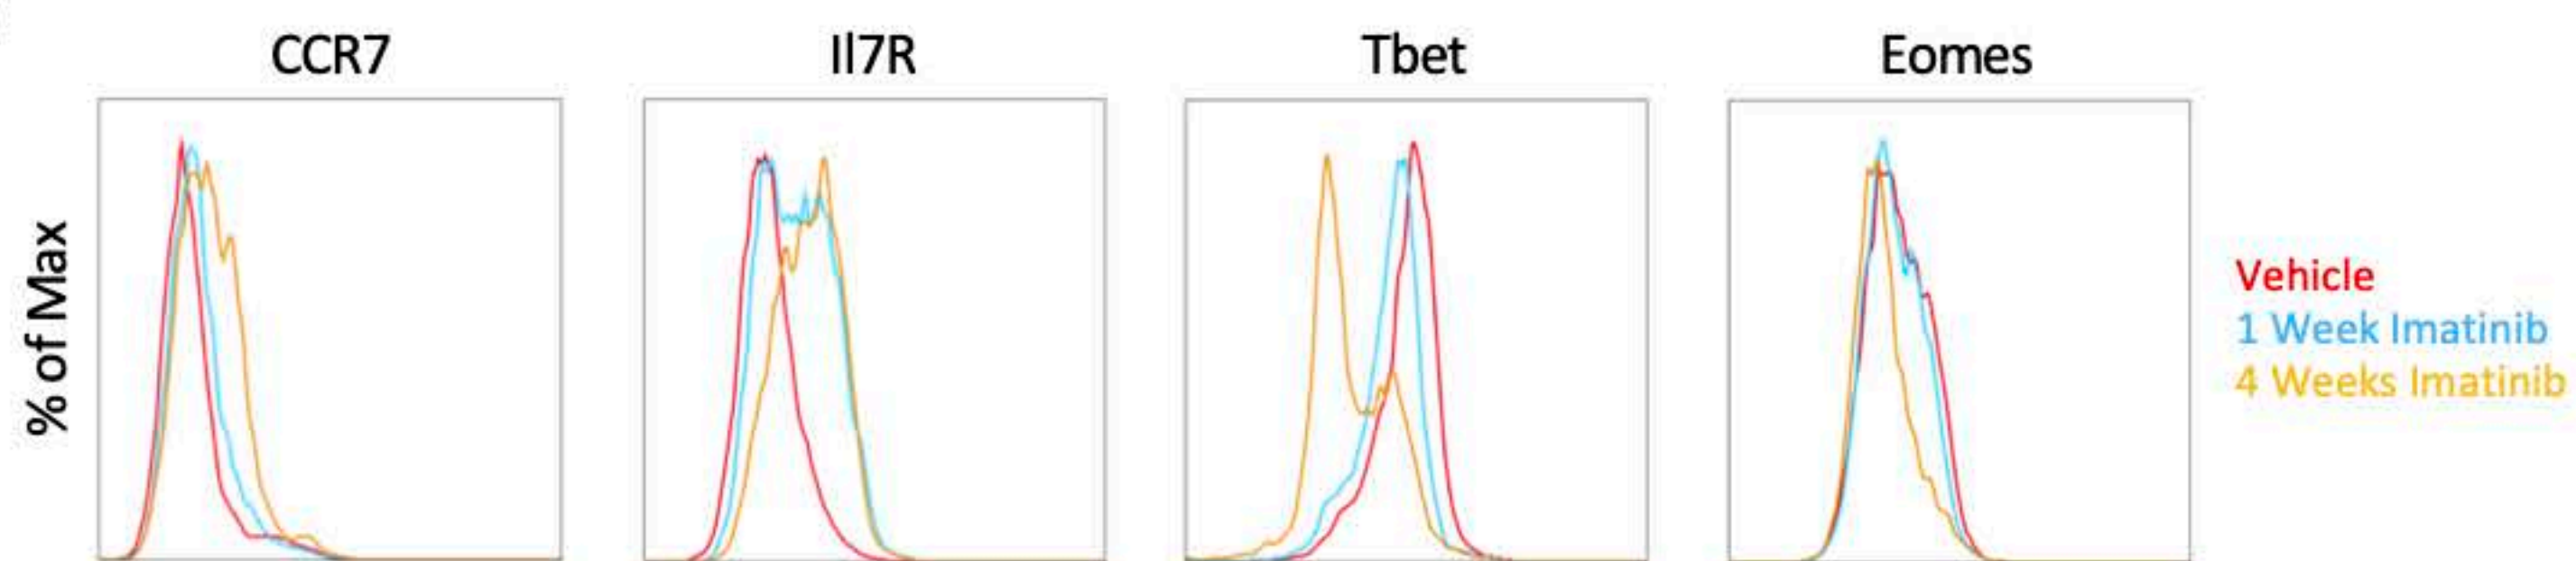 CCR7
Il7R
Tbet
Eomes
% of Max
Vehicle
1 Week Imatinib
4 Weeks Imatinib